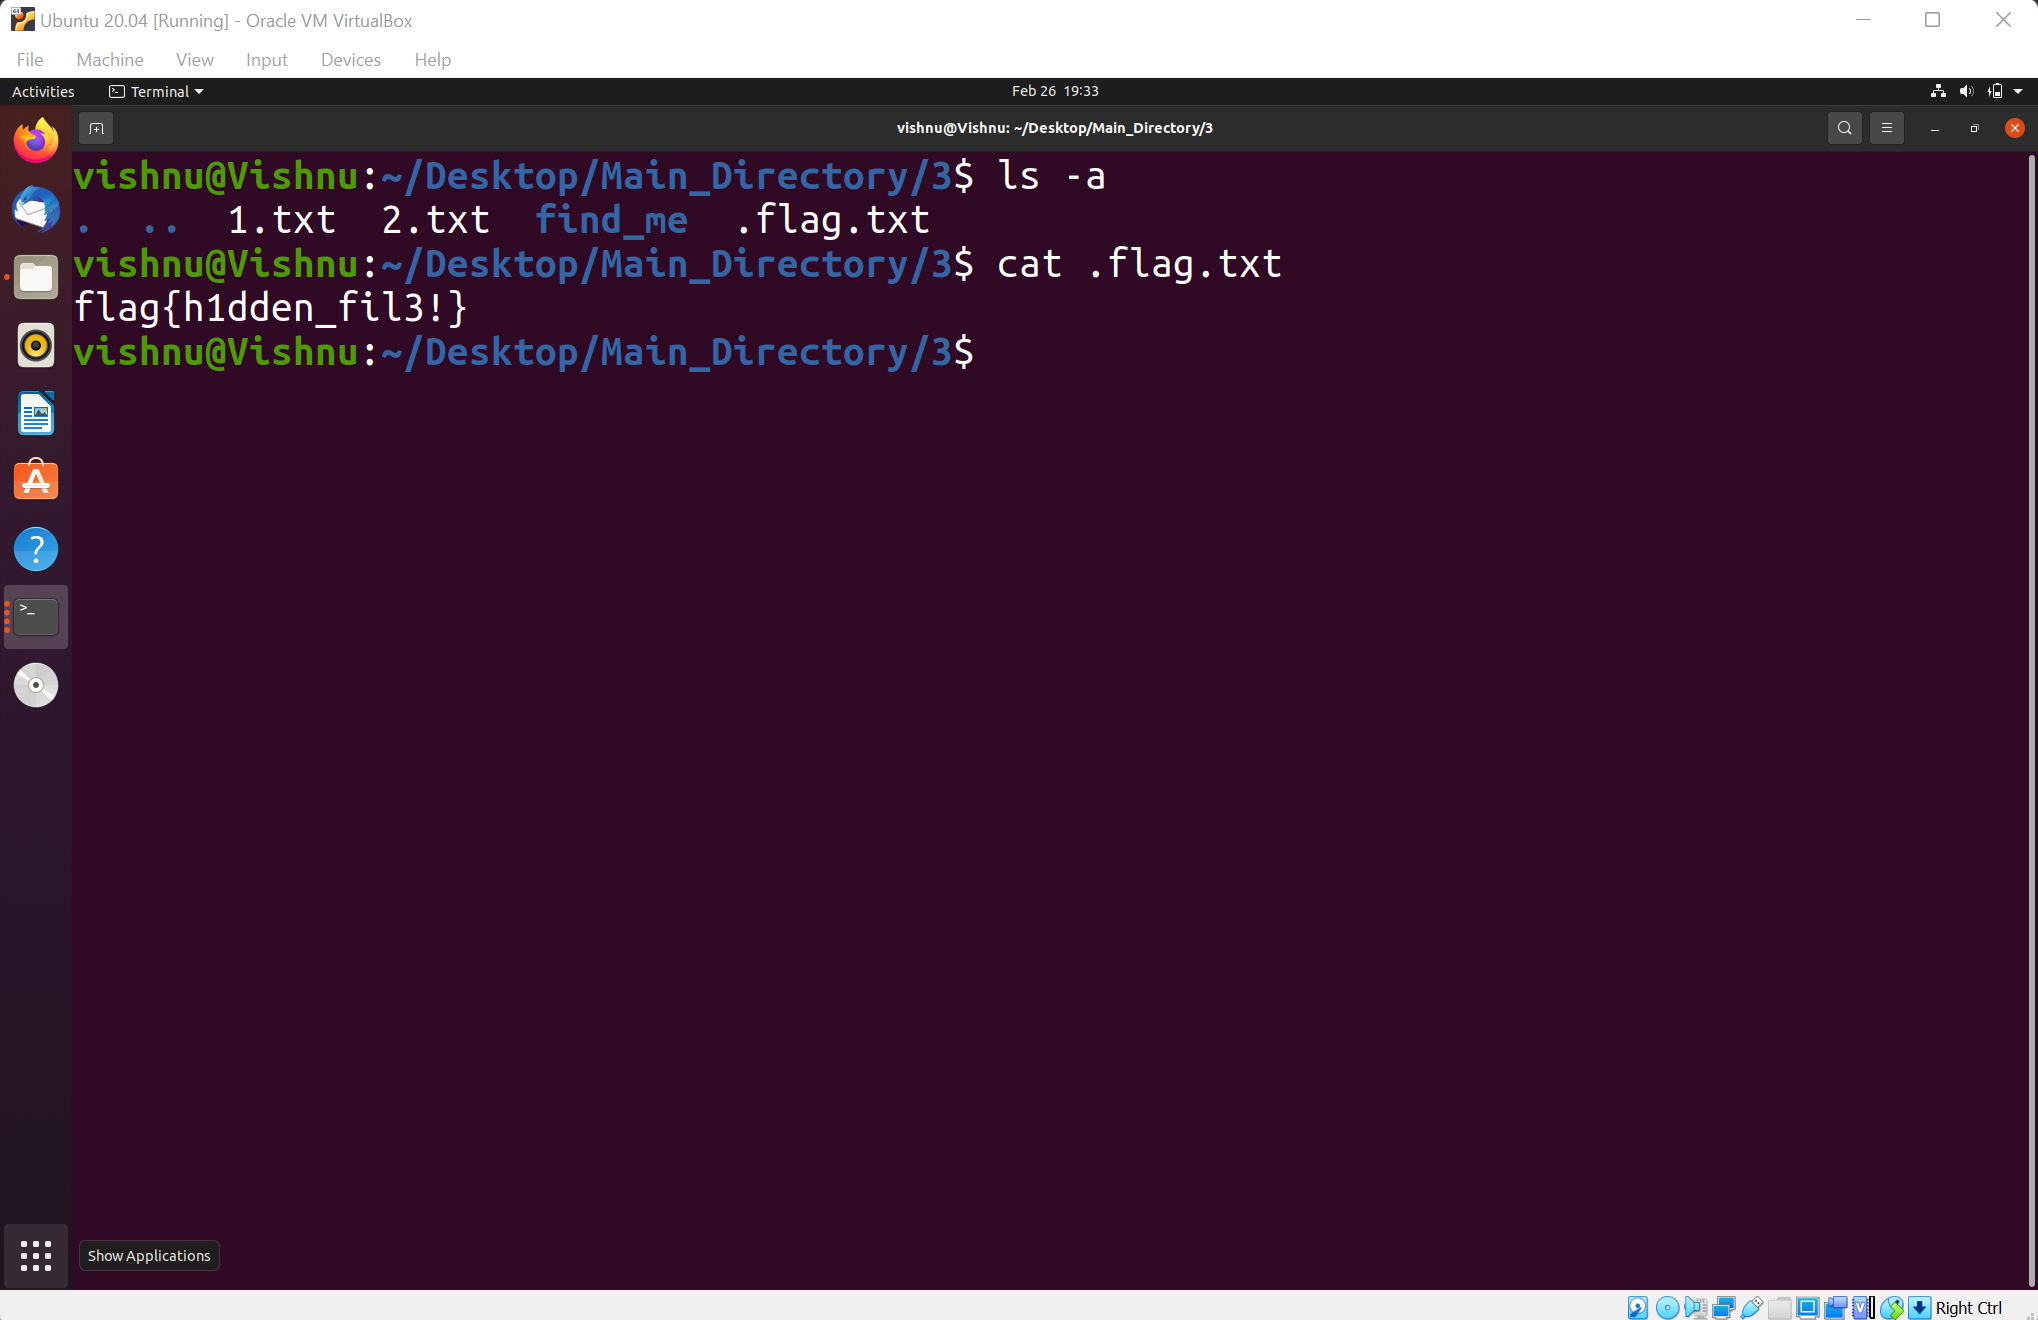 Ubuntu 20.04 [Running] - Oracle VM VirtualBox
File Machine View Input Devices Help
Activities Terminal Feb 26 19:33
vishnu@Vishnu: ~/Desktop/Main_Directory/3
vishnu@Vishnu:~/Desktop/Main_Directory/3$ ls -a
. .. 1.txt 2.txt find_me .flag.txt
vishnu@Vishnu:~/Desktop/Main_Directory/3$ cat .flag.txt
flag{h1dden_fil3!}
vishnu@Vishnu:~/Desktop/Main_Directory/3$
Show Applications
Right Ctrl